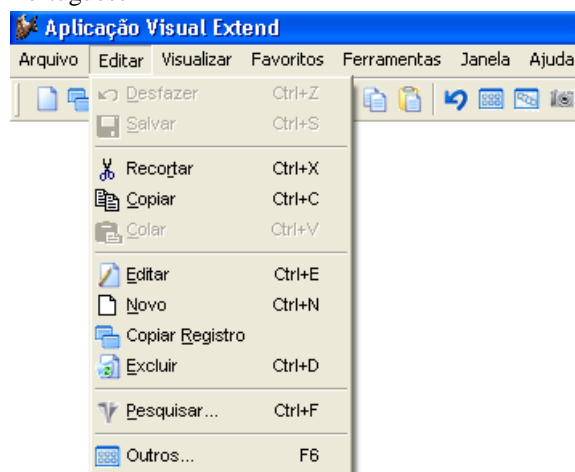 Aplicação Visual Extend
Arquivo Editar Visualizar Favoritos Ferramentas Janela Ajuda
Desfazer Ctrl+Z
Salvar Ctrl+S
Recortar Ctrl+X
Copiar Ctrl+C
Colar Ctrl+V
Editar Ctrl+E
Novo Ctrl+N
Copiar Registro
Excluir Ctrl+D
Pesquisar... Ctrl+F
Outros... F6